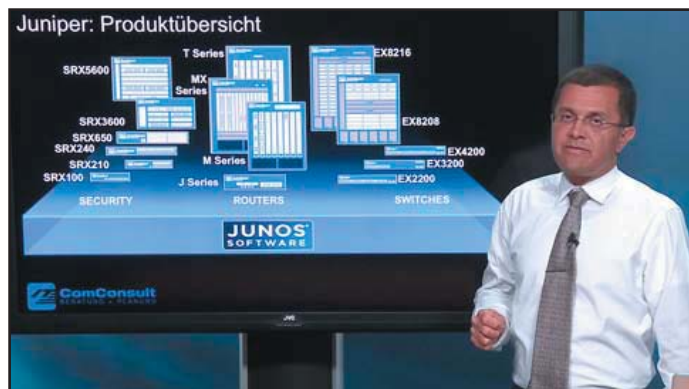 Juniper: Produktübersicht
T Series
EX8216
SRX5600
MX
Series
SRX3600
EX8208
SRX650
SRX240
M Series
EX4200
SRX210
EX3200
SRX100
J Series
EX2200
SECURITY
ROUTERS
SWITCHES
JUNOS
SOFTWARE
ComConsult
BERATUNG + PLANUNG
JVC